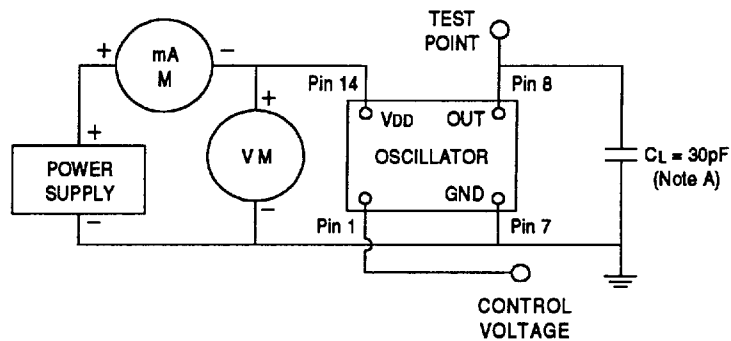 TEST
POINT
+
mA
M
−
Pin 14
Pin 8
+
+
VDD
OUT
VM
OSCILLATOR
CL = 30pF
(Note A)
POWER
SUPPLY
GND
−
−
Pin 1
Pin 7
CONTROL
VOLTAGE